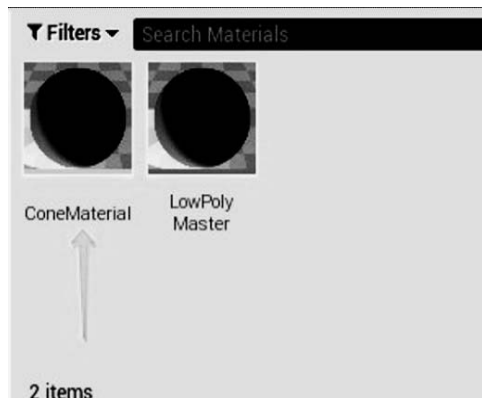 Filters
Search Materials
ConeMaterial
LowPoly
Master
2 items